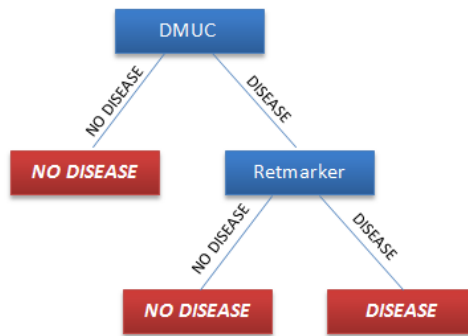 DMUC
NO DISEASE
DISEASE
NO DISEASE
Retmarker
NO DISEASE
DISEASE
NO DISEASE
DISEASE